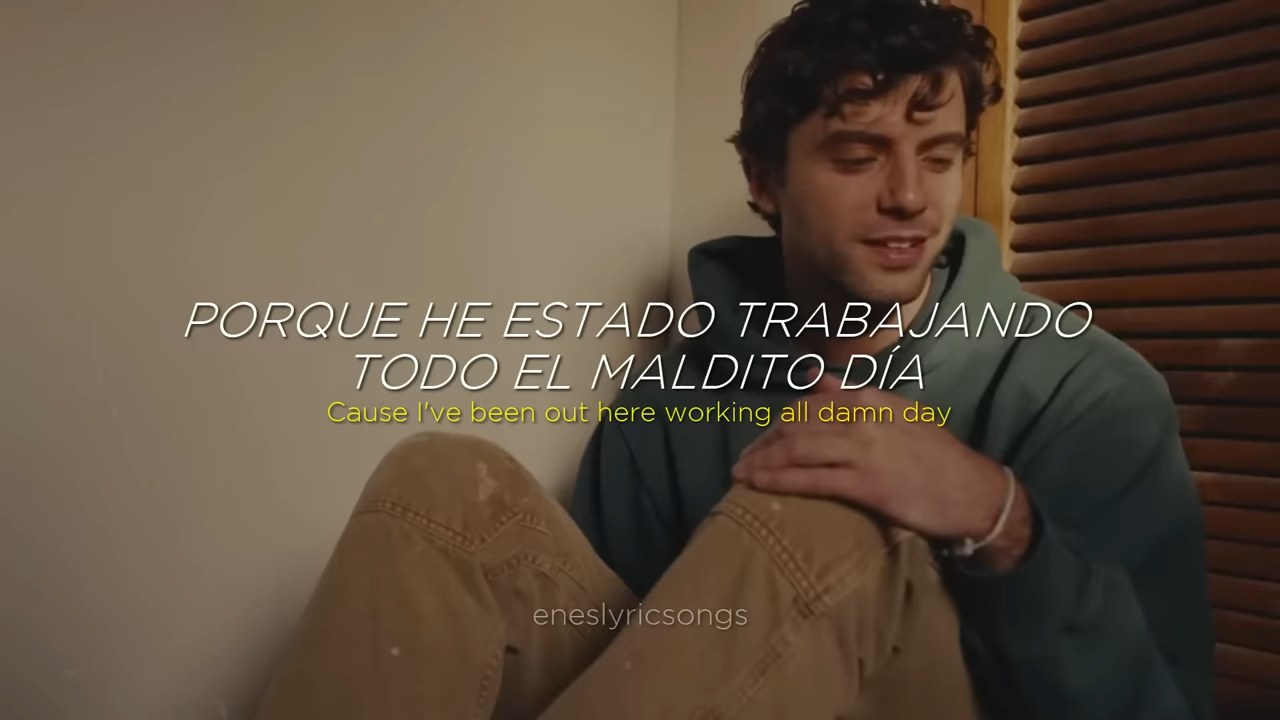 PORQUE HE ESTADO TRABAJANDO
TODO EL MALDITO DÍA
Cause I've been out here working all damn day
eneslyricsongs